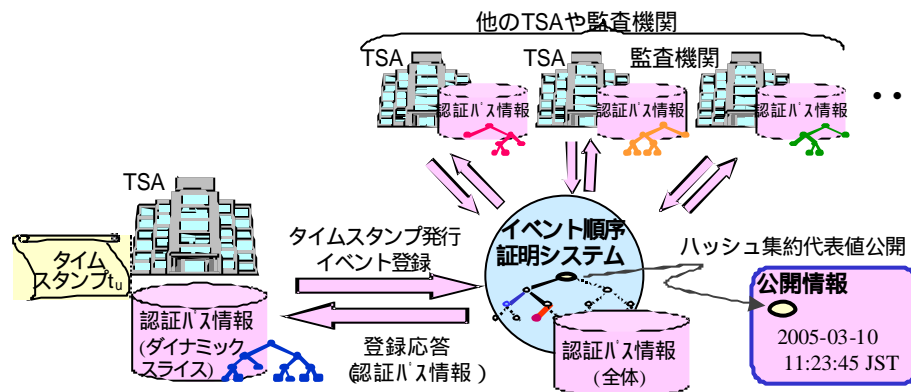 他のTSAや監査機関
TSA
TSA
監査機関
認証パス情報
認証パス情報
認証パス情報
・・
TSA
タイム
スタンプtu
認証パス情報
(ダイナミック
スライス)
タイムスタンプ発行
イベント登録
登録応答
(認証パス情報)
イベント順序
証明システム
認証パス情報
(全体)
ハッシュ集約代表値公開
公開情報
2005-03-10
11:23:45 JST